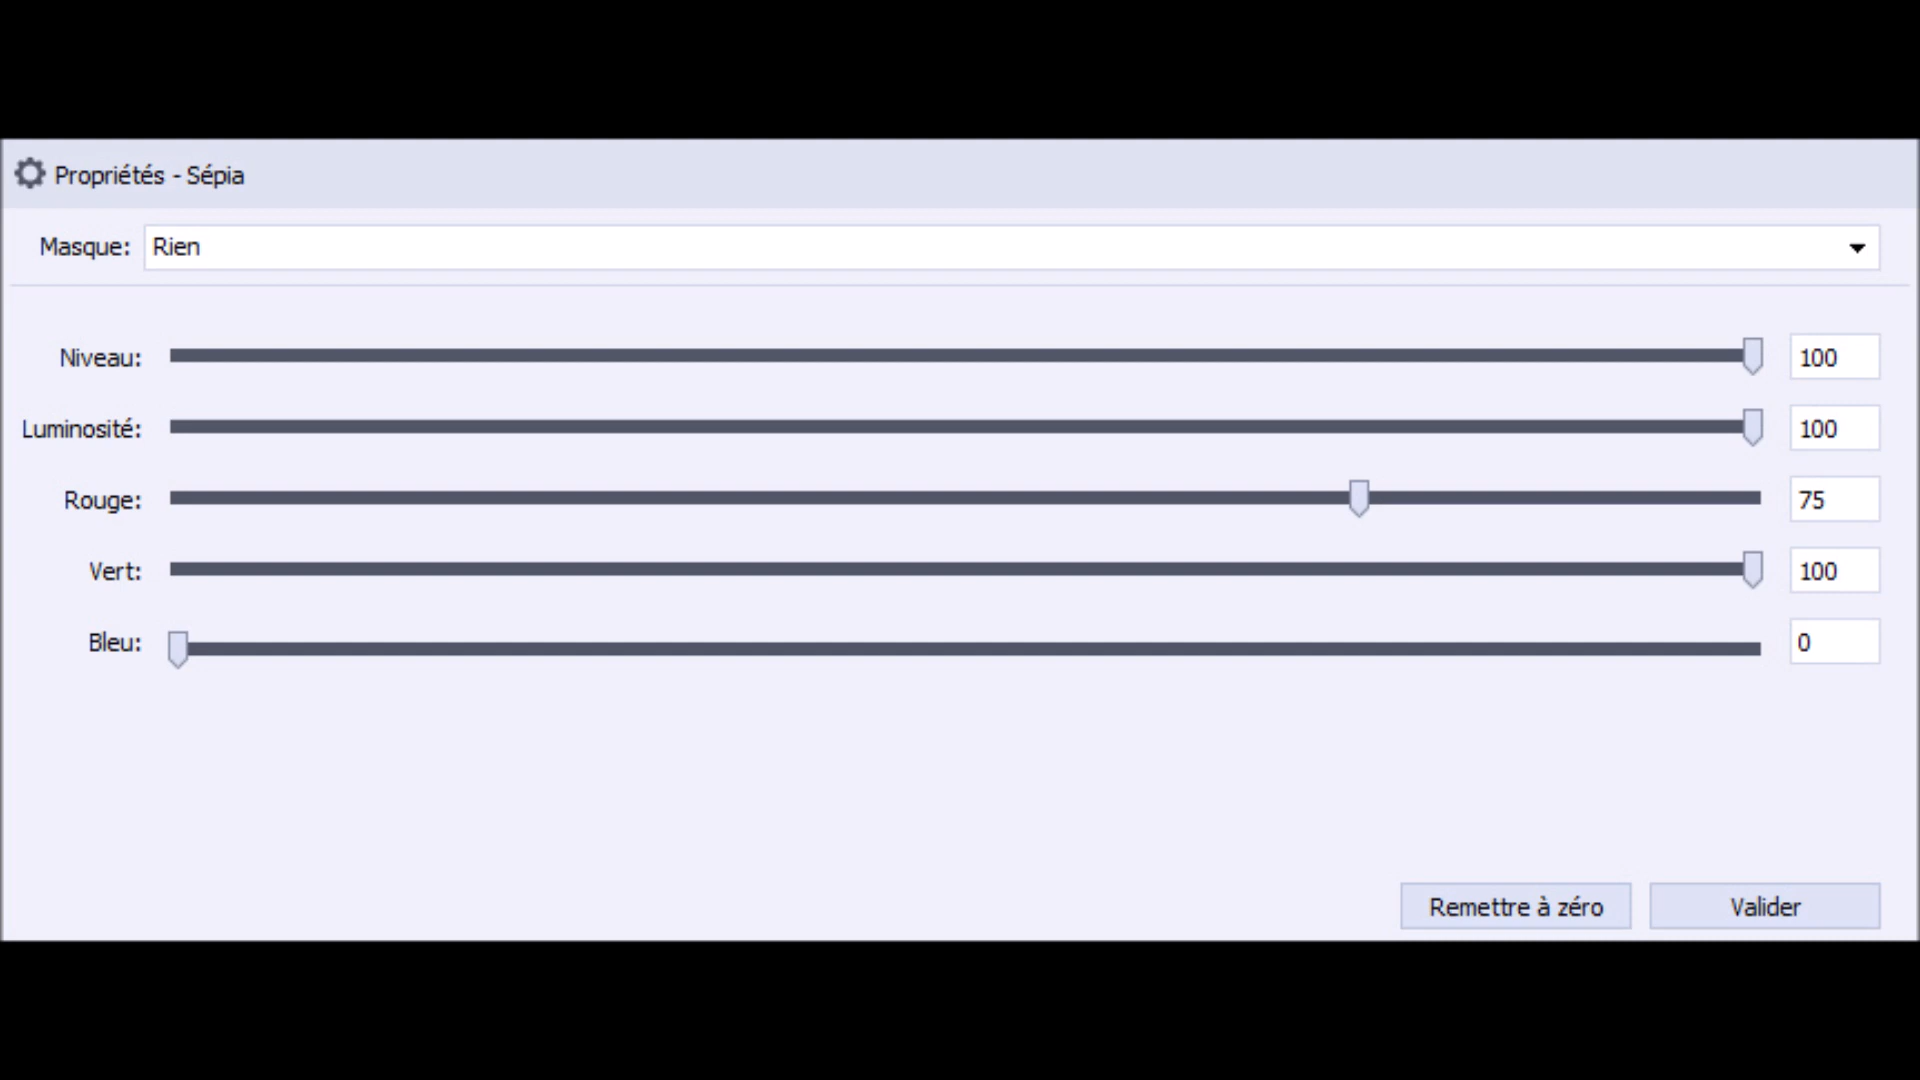 Propriétés - Sépia
Masque: Rien
Niveau: 100
Luminosité: 100
Rouge: 75
Vert: 100
Bleu: 0
Remettre à zéro Valider